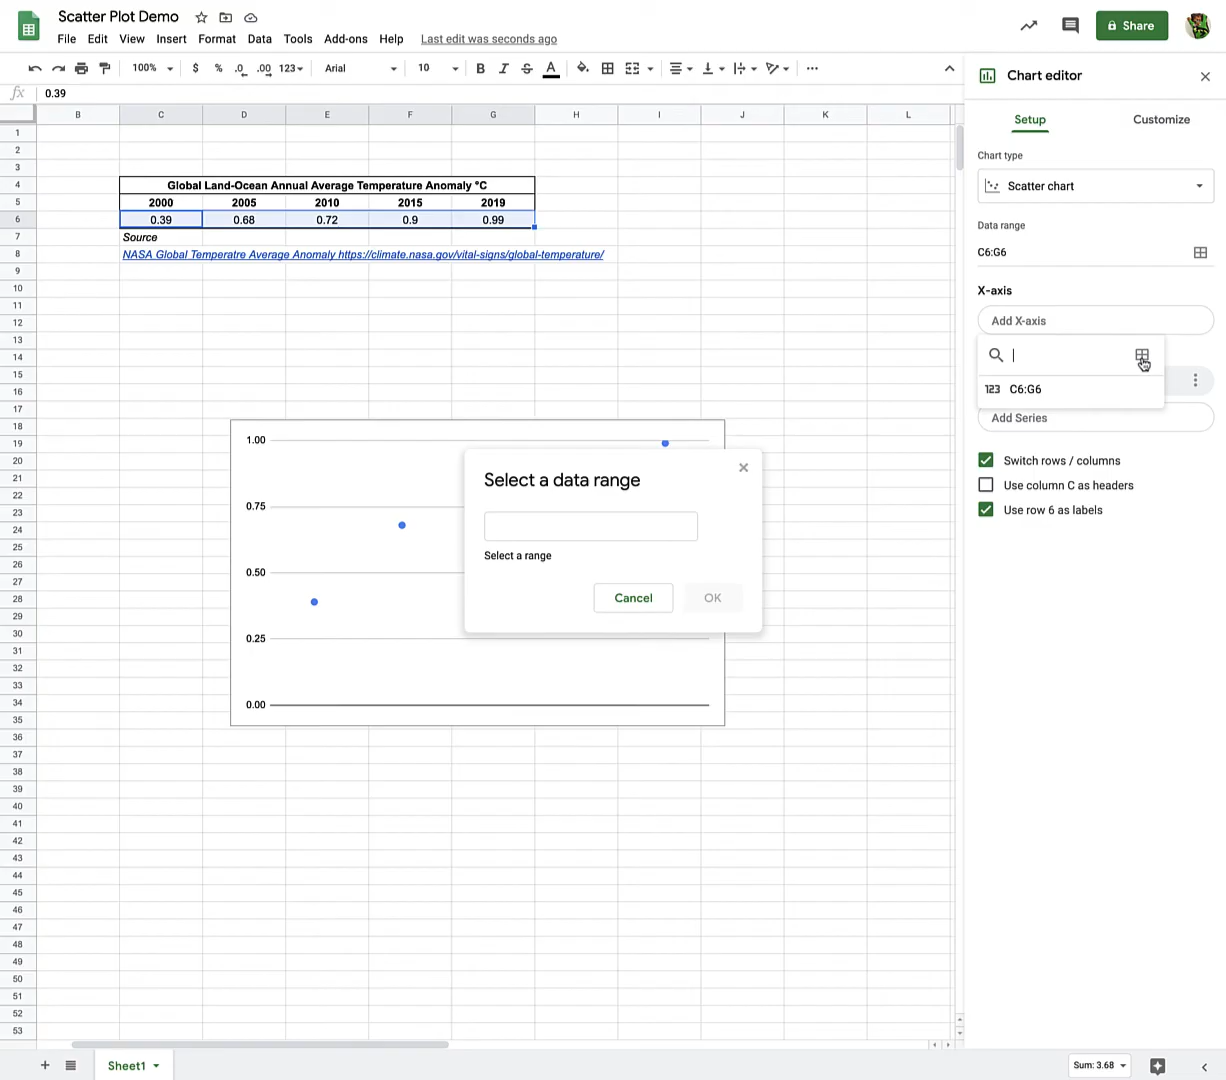 Scatter Plot Demo
File Edit View Insert Format Data Tools Add-ons Help Last edit was seconds ago
Share
100% $ % .0 .00 123 Arial 10 B I S A
fx 0.39
B C D E F G H I J K L
1
2
3
4 Global Land-Ocean Annual Average Temperature Anomaly °C
5 2000 2005 2010 2015 2019
6 0.39 0.68 0.72 0.9 0.99
7 Source
8 NASA Global Temperatre Average Anomaly https://climate.nasa.gov/vital-signs/global-temperature/
9
10
11
12
13
14
15
16
17
18
19
20
21
22
23
24
25
26
27
28
29
30
31
32
33
34
35
36
37
38
39
40
41
42
43
44
45
46
47
48
49
50
51
52
53
1.00
0.75
0.50
0.25
0.00
Select a data range
Select a range
Cancel OK
Chart editor
Setup Customize
Chart type
Scatter chart
Data range
C6:G6
X-axis
Add X-axis
123 C6:G6
Add Series
Switch rows / columns
Use column C as headers
Use row 6 as labels
Sheet1
Sum: 3.68